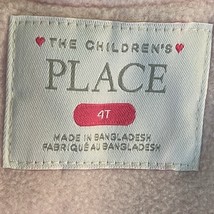 THE CHILDREN'S
PLACE
4T
MADE IN BANGLADESH
FABRIQUÉ AU BANGLADESH